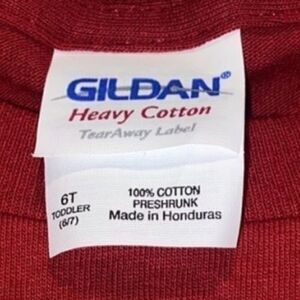 GILDAN®
Heavy Cotton
TearAway Label
6T
TODDLER
(6/7)
100% COTTON
PRESHRUNK
Made in Honduras